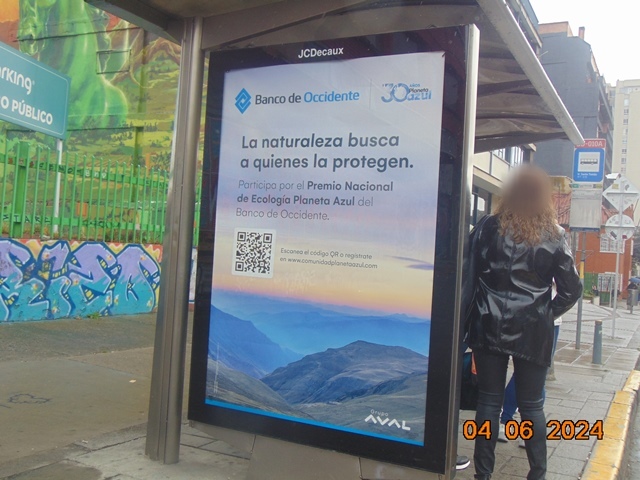 JCDecaux
Banco de Occidente
30 años
Planeta
azul
La naturaleza busca
a quienes la protegen.
Participa por el Premio Nacional
de Ecología Planeta Azul del
Banco de Occidente.
Escanea el código QR o regístrate
en www.comunidadplanetaazul.com
Grupo
AVAL
arking
O PÚBLICO
04 06 2024